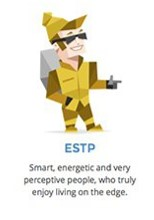 ESTP
Smart, energetic and very
perceptive people, who truly
enjoy living on the edge.